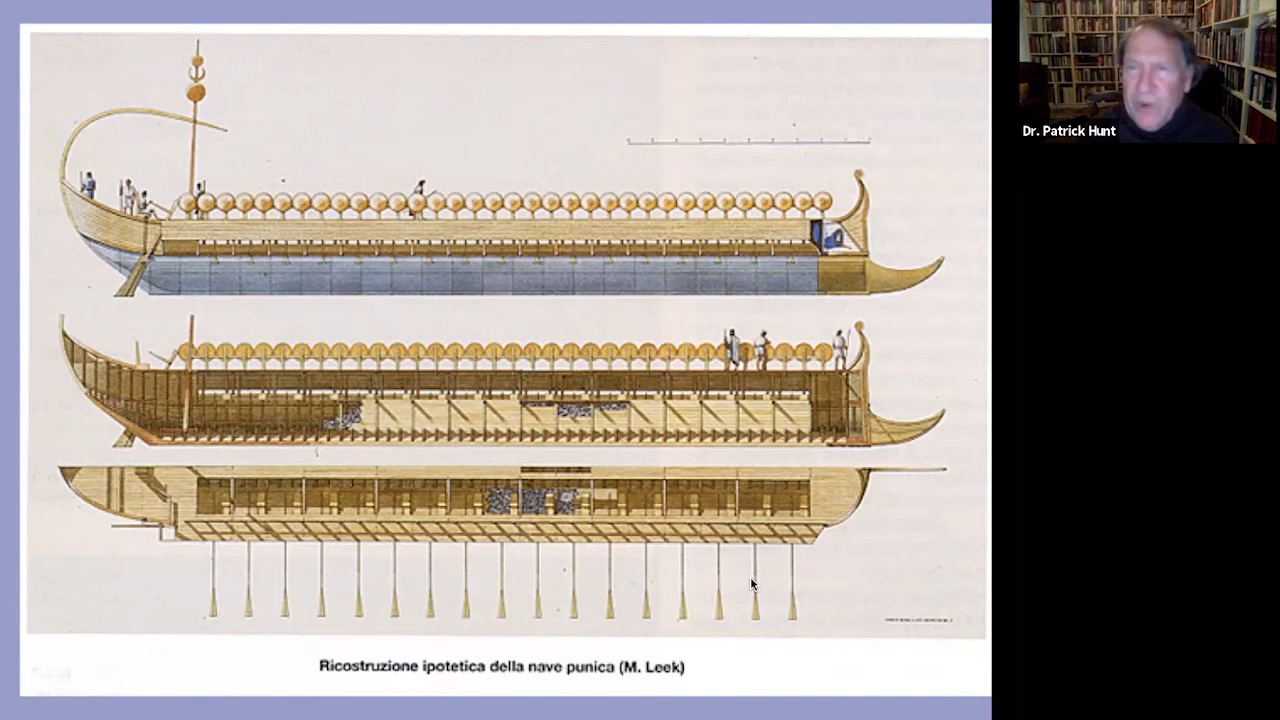 Dr. Patrick Hunt
Ricostruzione ipotetica della nave punica (M. Leek)